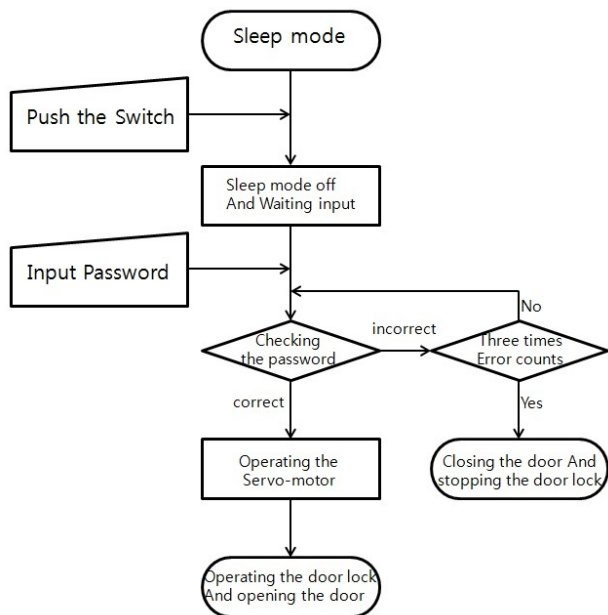 Sleep mode
Push the Switch
Sleep mode off
And Waiting input
Input Password
No
Checking
the password
incorrect
Three times
Error counts
correct
Yes
Operating the
Servo-motor
Closing the door And
stopping the door lock
Operating the door lock
And opening the door